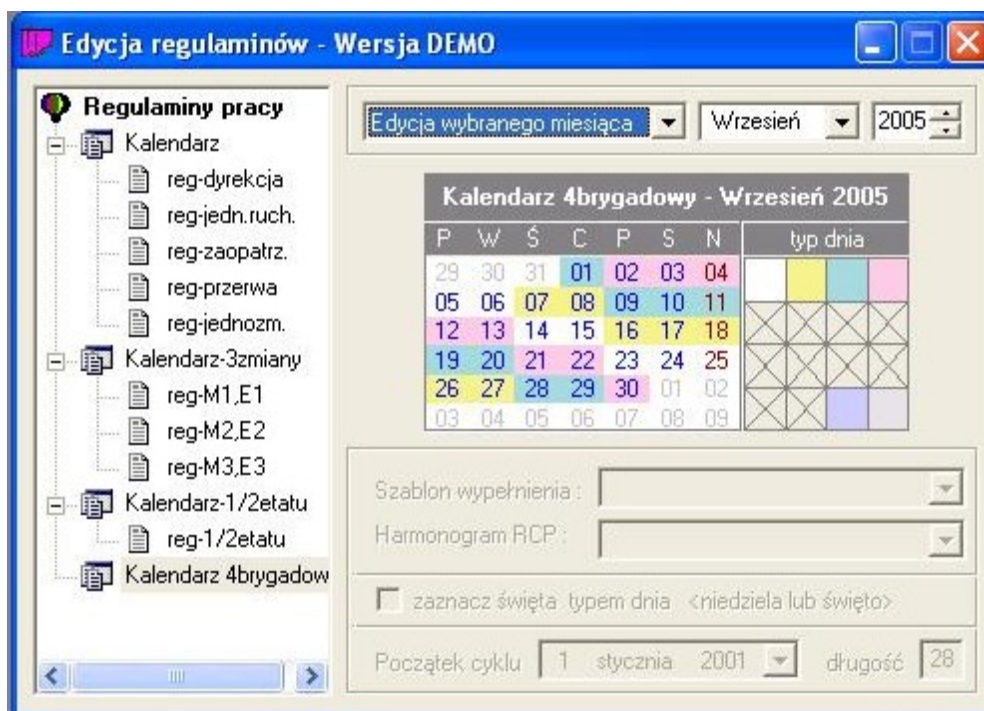 Edycja regulaminów - Wersja DEMO
Regulaminy pracy
Kalendarz
reg-dyrekcja
reg-jedn.ruch.
reg-zaopatrz.
reg-przerwa
reg-jednozm.
Kalendarz-3zmiany
reg-M1,E1
reg-M2,E2
reg-M3,E3
Kalendarz-1/2etatu
reg-1/2etatu
Kalendarz 4brygadow
Edycja wybranego miesiąca Wrzesień 2005
Kalendarz 4brygadowy - Wrzesień 2005
P W Ś C P S N typ dnia
29 30 31 01 02 03 04
05 06 07 08 09 10 11
12 13 14 15 16 17 18
19 20 21 22 23 24 25
26 27 28 29 30 01 02
03 04 05 06 07 08 09
Szablon wypełnienia :
Harmonogram RCP :
zaznacz święta typem dnia <niedziela lub święto>
Początek cyklu 1 stycznia 2001 długość 28